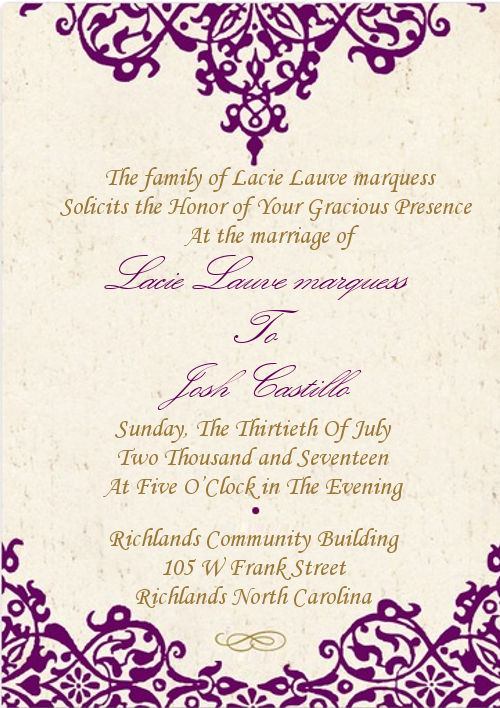 The family of Lacie Lauve marquess
Solicits the Honor of Your Gracious Presence
At the marriage of
Lacie Lauve marquess
To
Josh Castillo
Sunday, The Thirtieth Of July
Two Thousand and Seventeen
At Five O'Clock in The Evening
Richlands Community Building
105 W Frank Street
Richlands North Carolina